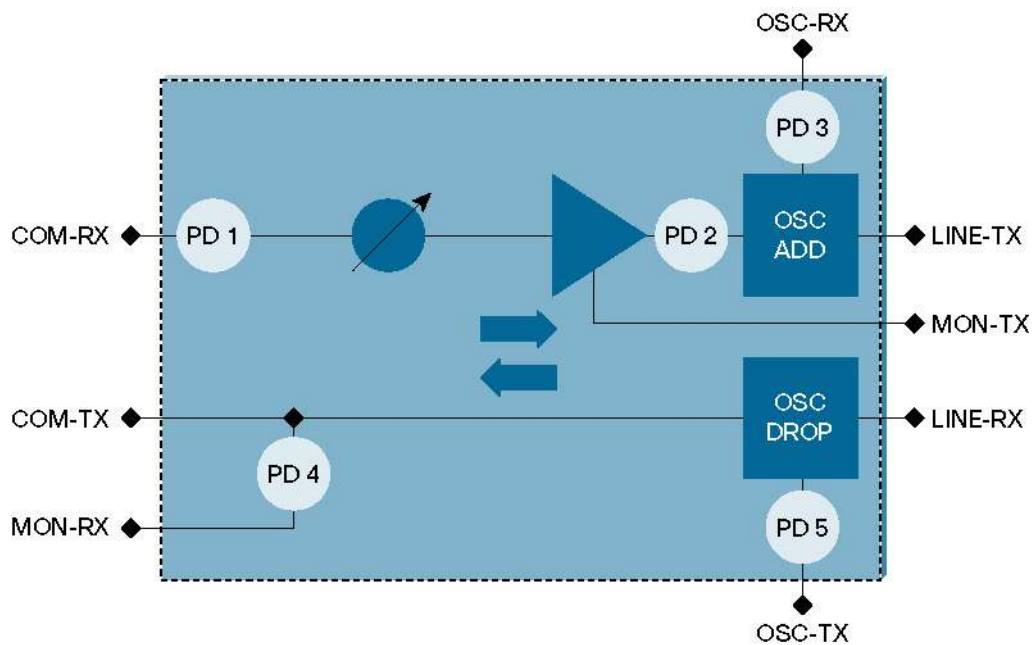 OSC-RX
PD 3
COM-RX
PD 1
PD 2
OSC
ADD
LINE-TX
MON-TX
COM-TX
OSC
DROP
LINE-RX
PD 4
MON-RX
PD 5
OSC-TX